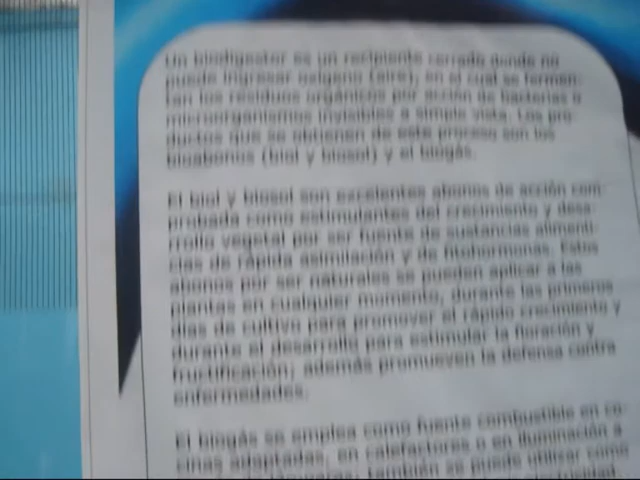 Un biodigestor es un recipiente cerrado donde no
puede ingresar oxígeno (aire), en el cual se fermen-
tan los residuos orgánicos por acción de bacterias o
microorganismos invisibles a simple vista. Los pro-
ductos que se obtienen de este proceso son los
bioabonos (biol y biosol) y el biogás.
El biol y biosol son excelentes abonos de acción com-
probada como estimulantes del crecimiento y desa-
rrollo vegetal por ser fuente de sustancias alimenti-
cias de rápida asimilación y de fitohormonas. Estos
abonos por ser naturales se pueden aplicar a las
plantas en cualquier momento, durante las primeros
días de cultivo para promover el rápido crecimiento y
durante el desarrollo para estimular la floración y
fructificación; además promueven la defensa contra
enfermedades.
El biogás se emplea como fuente combustible en co-
cinas adaptadas, en calefactores o en iluminación a
también se puede utilizar como